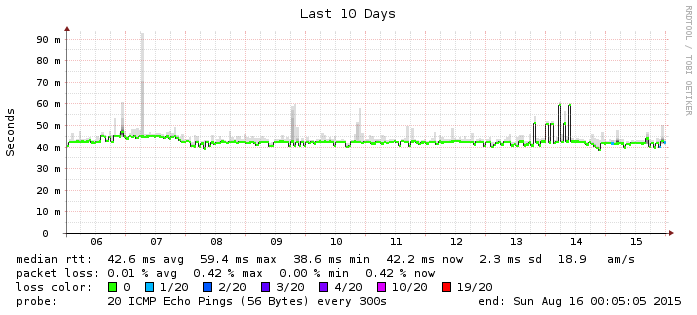 Last 10 Days
RRDTOOL / TOBI OETIKER
Seconds
90 m
80 m
70 m
60 m
50 m
40 m
30 m
20 m
10 m
0
06 07 08 09 10 11 12 13 14 15
median rtt: 42.6 ms avg 59.4 ms max 38.6 ms min 42.2 ms now 2.3 ms sd 18.9 am/s
packet loss: 0.01 % avg 0.42 % max 0.00 % min 0.42 % now
loss color: 0 1/20 2/20 3/20 4/20 10/20 19/20
probe: 20 ICMP Echo Pings (56 Bytes) every 300s end: Sun Aug 16 00:05:05 2015